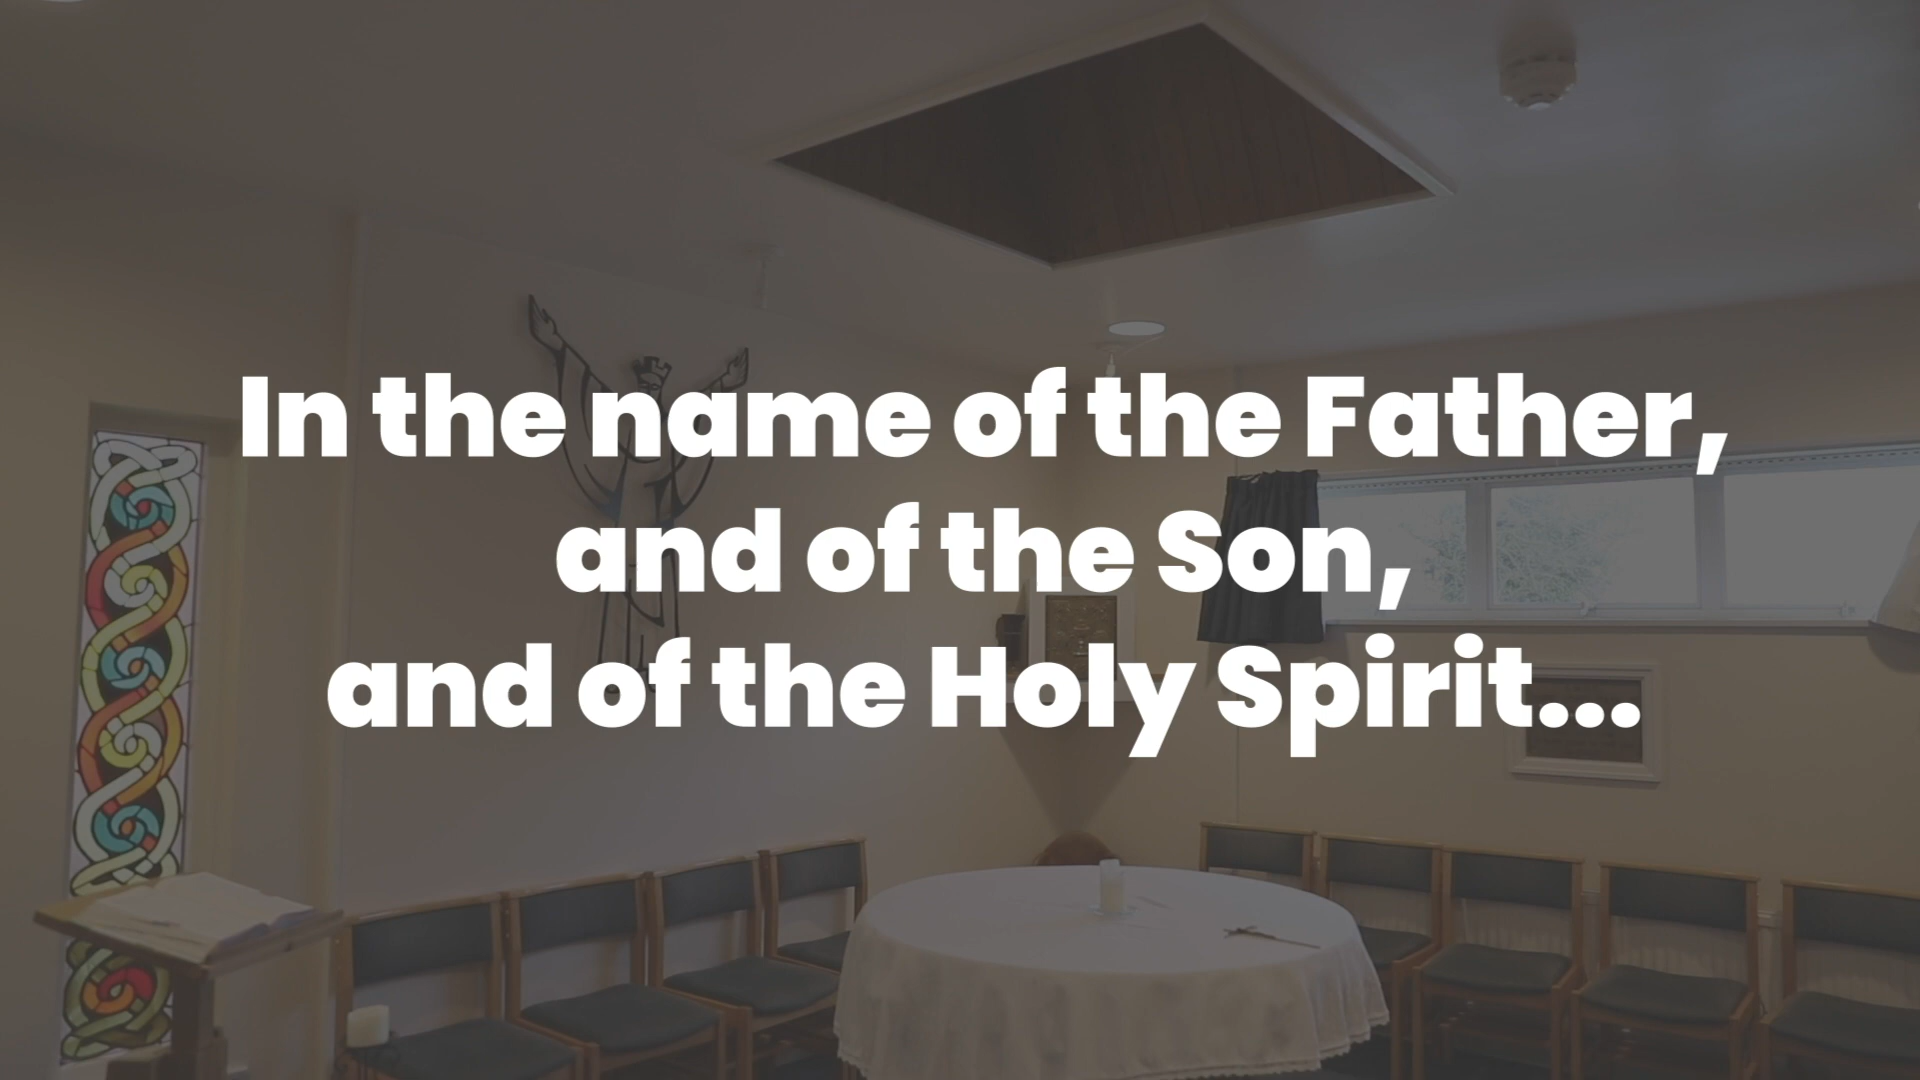 In the name of the Father,
and of the Son,
and of the Holy Spirit...